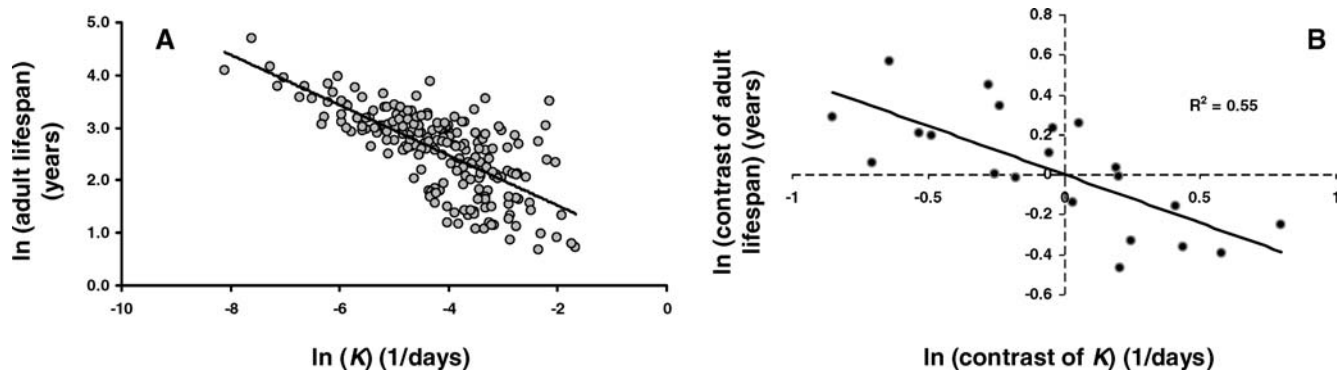 A
5.0
4.0
3.0
2.0
1.0
0.0
-10
-8
-6
-4
-2
0
ln (adult lifespan)
(years)
ln (K) (1/days)
B
0.8
0.6
0.4
0.2
0
-0.2
-0.4
-0.6
-1
-0.5
0.5
1
R² = 0.55
ln (contrast of adult
lifespan) (years)
ln (contrast of K) (1/days)